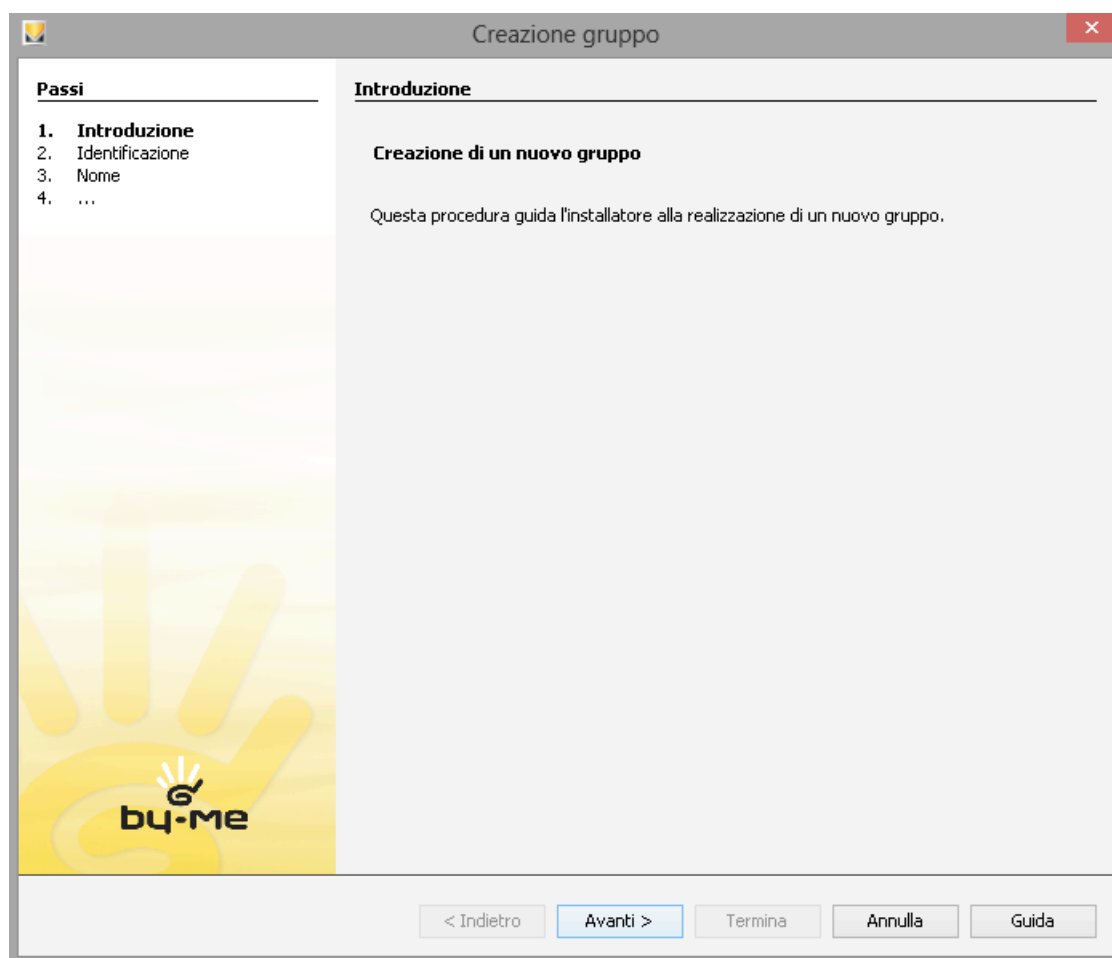 Creazione gruppo
Passi
1. Introduzione
2. Identificazione
3. Nome
4. ...
Introduzione
Creazione di un nuovo gruppo
Questa procedura guida l'installatore alla realizzazione di un nuovo gruppo.
by-me
< Indietro
Avanti >
Termina
Annulla
Guida